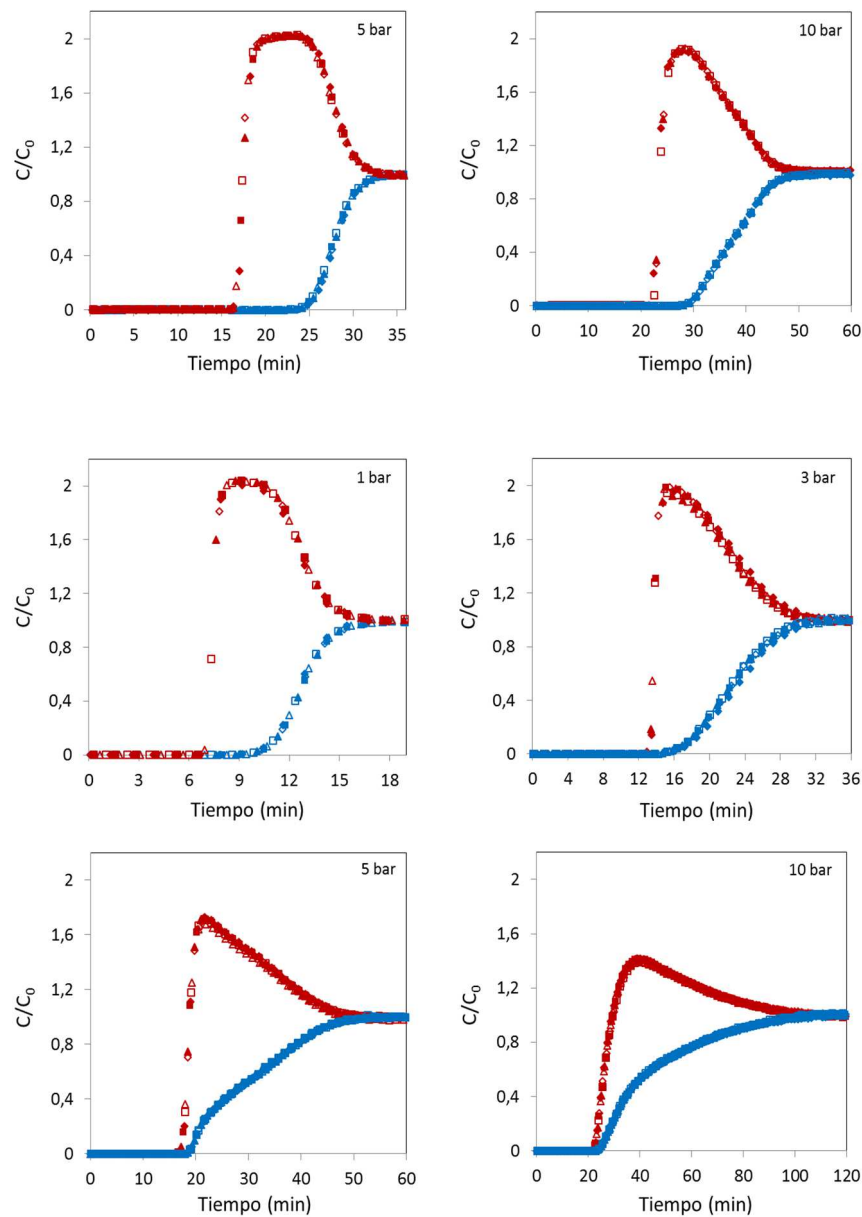 5 bar
C/C0
2
1,6
1,2
0,8
0,4
0
0 5 10 15 20 25 30 35
Tiempo (min)
10 bar
C/C0
2
1,6
1,2
0,8
0,4
0
0 10 20 30 40 50 60
Tiempo (min)
1 bar
C/C0
2
1,6
1,2
0,8
0,4
0
0 3 6 9 12 15 18
Tiempo (min)
3 bar
C/C0
2
1,6
1,2
0,8
0,4
0
0 4 8 12 16 20 24 28 32 36
Tiempo (min)
5 bar
C/C0
2
1,6
1,2
0,8
0,4
0
0 20 40 60
Tiempo (min)
10 bar
C/C0
2
1,6
1,2
0,8
0,4
0
0 20 40 60 80 100 120
Tiempo (min)